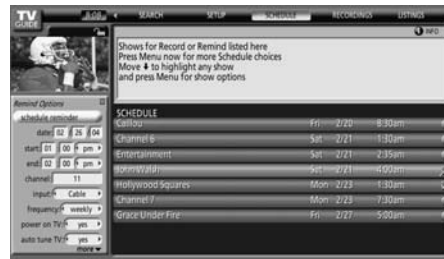 TV GUIDE
8:00 SEARCH SETUP SCHEDULE RECORDINGS LISTINGS
INFO
Shows for Record or Remind listed here
Press Menu now for more Schedule choices
Move ↓ to highlight any show
and press Menu for show options
Remind Options
schedule reminder
date: 02 26 04
start: 01 00 pm
end: 02 00 pm
channel: 11
input: Cable
frequency: weekly
power on TV: yes
auto tune TV: yes
more
SCHEDULE
Caillou Fri 2/20 8:30am
Channel 6 Sat 2/21 1:30am
Entertainment Sat 2/21 2:35am
Sat 2/21 4:00am
Hollywood Squares Mon 2/23 1:30am
Channel 7 Mon 2/23 7:30am
Grace Under Fire Fri 2/27 5:00am